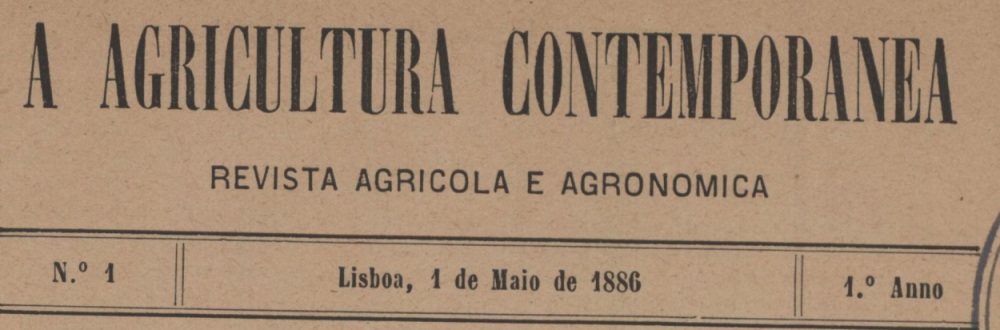 A AGRICULTURA CONTEMPORANEA
REVISTA AGRICOLA E AGRONOMICA
N.º 1 Lisboa, 1 de Maio de 1886 1.º Anno